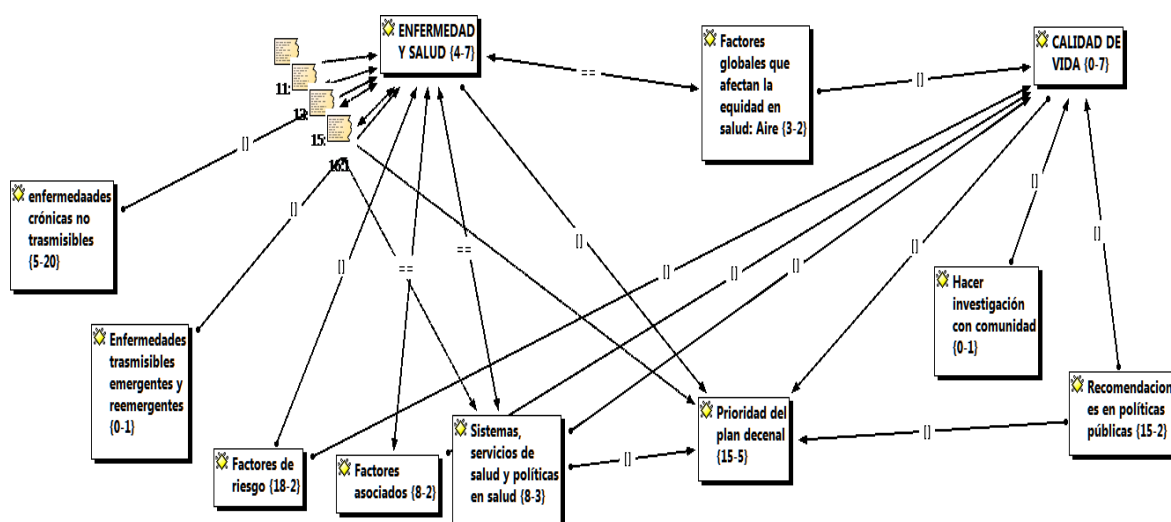 ENFERMEDAD
Y SALUD {4-7}
Factores
globales que
afectan la
equidad en
salud: Aire {3-2}
CALIDAD DE
VIDA {0-7}
11:
13:
15:
16:1
==
[]
[]
enfermedaades
crónicas no
trasmisibles
{5-20}
[]
[]
==
==
[]
[]
[]
[]
[]
[]
[]
Hacer
investigación
con comunidad
{0-1}
Enfermedades
trasmisibles
emergentes y
reemergentes
{0-1}
Factores de
riesgo {18-2}
Factores
asociados {8-2}
Sistemas,
servicios de
salud y políticas
en salud {8-3}
[]
Prioridad del
plan decenal
{15-5}
[]
Recomendacion
es en políticas
públicas {15-2}